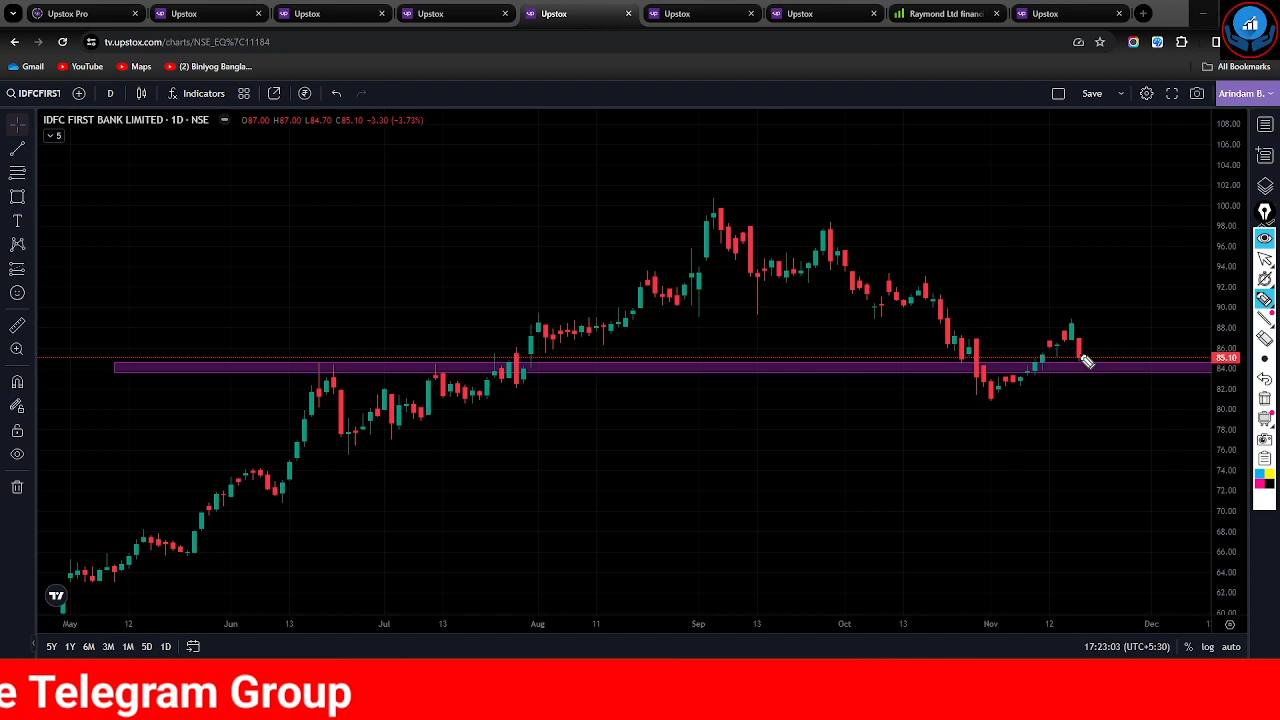 Upstox Pro
Upstox
Upstox
Upstox
Upstox
Upstox
Upstox
Raymond Ltd financi
Upstox
tv.upstox.com/charts/NSE_EQ%7C11184
Gmail
YouTube
Maps
(2) Biniyog Bangla...
All Bookmarks
IDFCFIRST
D
Indicators
Save
Arindam B.
IDFC FIRST BANK LIMITED · 1D · NSE
O87.00 H87.00 L84.70 C85.10 −3.30 (−3.73%)
5
108.00
106.00
104.00
102.00
100.00
98.00
96.00
94.00
92.00
90.00
88.00
86.00
85.10
84.00
82.00
80.00
78.00
76.00
74.00
72.00
70.00
68.00
66.00
64.00
62.00
60.00
May 12 Jun 13 Jul 13 Aug 11 Sep 13 Oct 13 Nov 12 Dec
5Y 1Y 6M 3M 1M 5D 1D
17:23:03 (UTC+5:30) % log auto
e Telegram Group